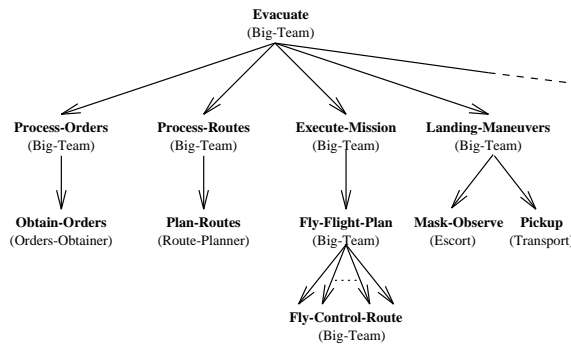 Evacuate
(Big-Team)
Process-Orders Process-Routes Execute-Mission Landing-Maneuvers
(Big-Team) (Big-Team) (Big-Team) (Big-Team)
Obtain-Orders Plan-Routes Fly-Flight-Plan Mask-Observe Pickup
(Orders-Obtainer) (Route-Planner) (Big-Team) (Escort) (Transport)
Fly-Control-Route
(Big-Team)